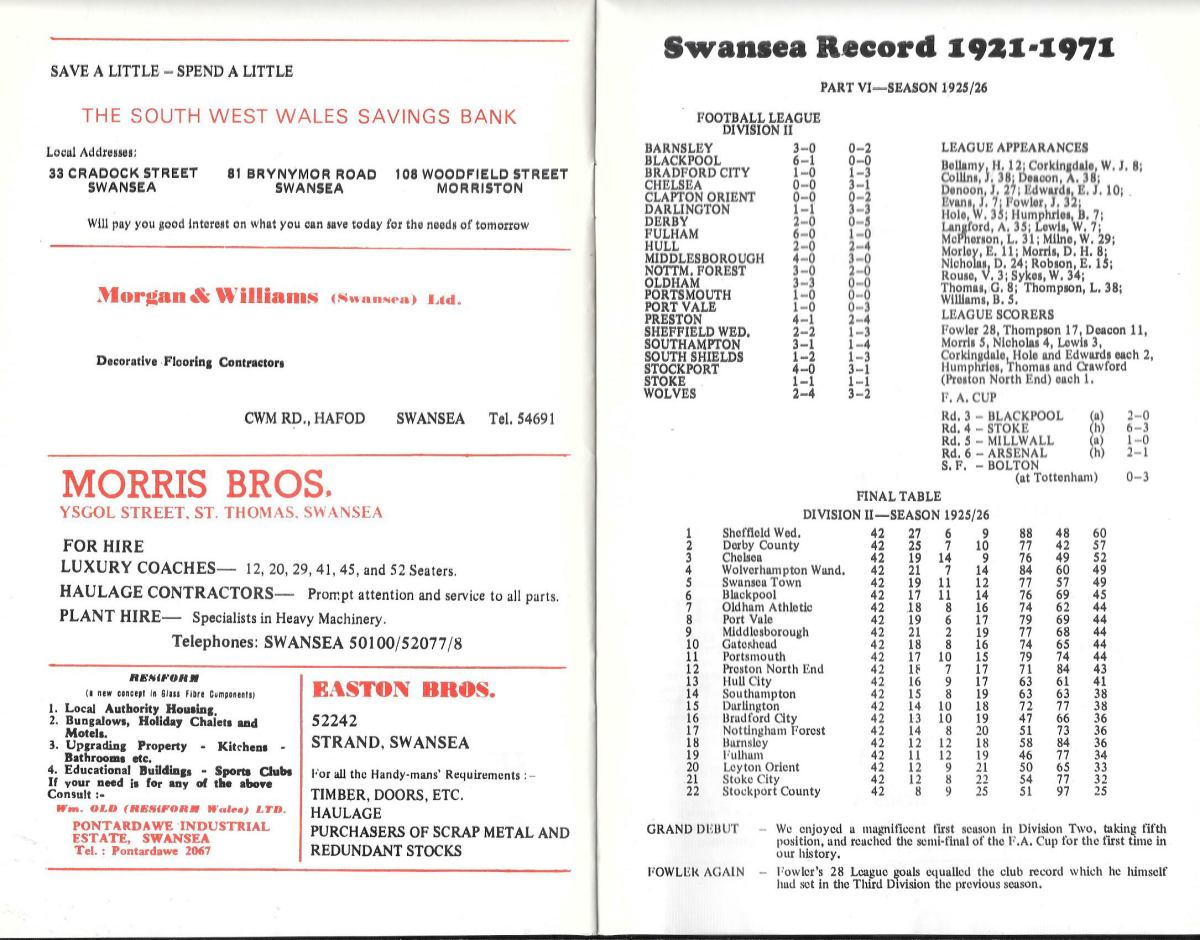 SAVE A LITTLE – SPEND A LITTLE
THE SOUTH WEST WALES SAVINGS BANK
Local Addresses:
33 CRADOCK STREET 81 BRYNYMOR ROAD 108 WOODFIELD STREET
SWANSEA SWANSEA MORRISTON
Will pay you good interest on what you can save today for the needs of tomorrow
Morgan & Williams (Swansea) Ltd.
Decorative Flooring Contractors
CWM RD., HAFOD SWANSEA Tel. 54691
MORRIS BROS.
YSGOL STREET, ST. THOMAS, SWANSEA
FOR HIRE
LUXURY COACHES— 12, 20, 29, 41, 45, and 52 Seaters.
HAULAGE CONTRACTORS— Prompt attention and service to all parts.
PLANT HIRE— Specialists in Heavy Machinery.
Telephones: SWANSEA 50100/52077/8
RESIFORM
(a new concept in Glass Fibre Components)
1. Local Authority Housing.
2. Bungalows, Holiday Chalets and
Motels.
3. Upgrading Property - Kitchens -
Bathrooms etc.
4. Educational Buildings - Sports Clubs
If your need is for any of the above
Consult :-
Wm. OLD (RESIFORM Wales) LTD.
PONTARDAWE INDUSTRIAL
ESTATE, SWANSEA
Tel. : Pontardawe 2067
EASTON BROS.
52242
STRAND, SWANSEA
For all the Handy-mans' Requirements :–
TIMBER, DOORS, ETC.
HAULAGE
PURCHASERS OF SCRAP METAL AND
REDUNDANT STOCKS
Swansea Record 1921-1971
PART VI—SEASON 1925/26
FOOTBALL LEAGUE
DIVISION II
BARNSLEY 3–0 0–2
BLACKPOOL 6–1 0–0
BRADFORD CITY 1–0 1–3
CHELSEA 0–0 3–1
CLAPTON ORIENT 0–0 0–2
DARLINGTON 1–1 3–3
DERBY 2–0 0–5
FULHAM 6–0 1–0
HULL 2–0 2–4
MIDDLESBOROUGH 4–0 3–0
NOTTM. FOREST 3–0 2–0
OLDHAM 3–3 0–0
PORTSMOUTH 1–0 0–0
PORT VALE 1–0 0–3
PRESTON 4–1 2–4
SHEFFIELD WED. 2–2 1–3
SOUTHAMPTON 3–1 1–4
SOUTH SHIELDS 1–2 1–3
STOCKPORT 4–0 3–1
STOKE 1–1 1–1
WOLVES 2–4 3–2
LEAGUE APPEARANCES
Bellamy, H. 12; Corkingdale, W. J. 8;
Collins, J. 38; Deacon, A. 38;
Denoon, J. 27; Edwards, E. J. 10;
Evans, J. 7; Fowler, J. 32;
Hole, W. 35; Humphries, B. 7;
Langford, A. 35; Lewis, W. 7;
McPherson, L. 31; Milne, W. 29;
Morley, E. 11; Morris, D. H. 8;
Nicholas, D. 24; Robson, E. 15;
Rouse, V. 3; Sykes, W. 34;
Thomas, G. 8; Thompson, L. 38;
Williams, B. 5.
LEAGUE SCORERS
Fowler 28, Thompson 17, Deacon 11,
Morris 5, Nicholas 4, Lewis 3,
Corkingdale, Hole and Edwards each 2,
Humphries, Thomas and Crawford
(Preston North End) each 1.
F. A. CUP
Rd. 3 – BLACKPOOL (a) 2–0
Rd. 4 – STOKE (h) 6–3
Rd. 5 – MILLWALL (a) 1–0
Rd. 6 – ARSENAL (h) 2–1
S. F. – BOLTON
(at Tottenham) 0–3
FINAL TABLE
DIVISION II—SEASON 1925/26
1 Sheffield Wed. 42 27 6 9 88 48 60
2 Derby County 42 25 7 10 77 42 57
3 Chelsea 42 19 14 9 76 49 52
4 Wolverhampton Wand. 42 21 7 14 84 60 49
5 Swansea Town 42 19 11 12 77 57 49
6 Blackpool 42 17 11 14 76 69 45
7 Oldham Athletic 42 18 8 16 74 62 44
8 Port Vale 42 19 6 17 79 69 44
9 Middlesborough 42 21 2 19 77 68 44
10 Gateshead 42 18 8 16 74 65 44
11 Portsmouth 42 17 10 15 79 74 44
12 Preston North End 42 18 7 17 71 84 43
13 Hull City 42 16 9 17 63 61 41
14 Southampton 42 15 8 19 63 63 38
15 Darlington 42 14 10 18 72 77 38
16 Bradford City 42 13 10 19 47 66 36
17 Nottingham Forest 42 14 8 20 51 73 36
18 Barnsley 42 12 12 18 58 84 36
19 Fulham 42 11 12 19 46 77 34
20 Leyton Orient 42 12 9 21 50 65 33
21 Stoke City 42 12 8 22 54 77 32
22 Stockport County 42 8 9 25 51 97 25
GRAND DEBUT – We enjoyed a magnificent first season in Division Two, taking fifth
position, and reached the semi-final of the F.A. Cup for the first time in
our history.
FOWLER AGAIN – Fowler's 28 League goals equalled the club record which he himself
had set in the Third Division the previous season.